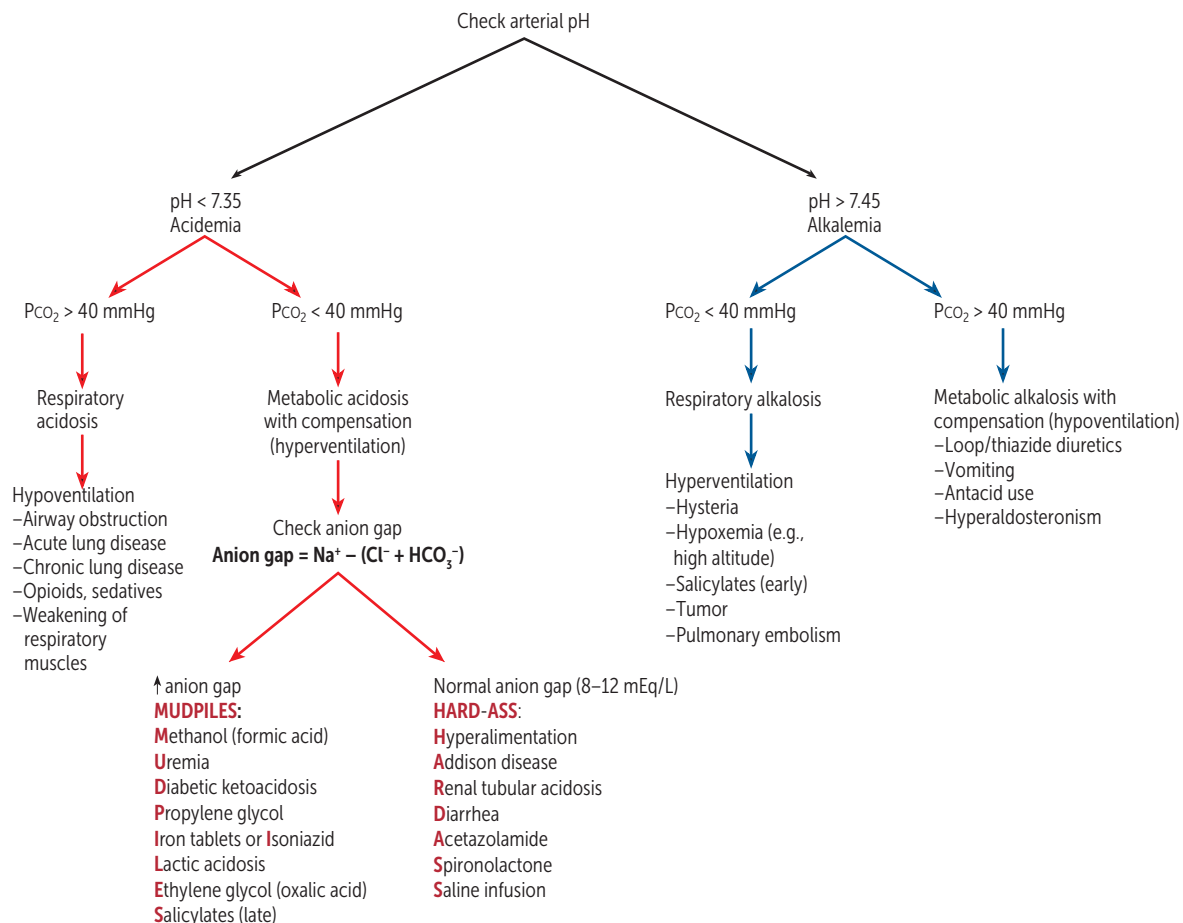 Check arterial pH
pH < 7.35
Acidemia
pH > 7.45
Alkalemia
PCO₂ > 40 mmHg
PCO₂ < 40 mmHg
PCO₂ < 40 mmHg
PCO₂ > 40 mmHg
Respiratory
acidosis
Metabolic acidosis
with compensation
(hyperventilation)
Respiratory alkalosis
Metabolic alkalosis with
compensation (hypoventilation)
–Loop/thiazide diuretics
–Vomiting
–Antacid use
–Hyperaldosteronism
Hypoventilation
–Airway obstruction
–Acute lung disease
–Chronic lung disease
–Opioids, sedatives
–Weakening of
respiratory
muscles
Check anion gap
Anion gap = Na⁺ – (Cl⁻ + HCO₃⁻)
Hyperventilation
–Hysteria
–Hypoxemia (e.g.,
high altitude)
–Salicylates (early)
–Tumor
–Pulmonary embolism
↑ anion gap
MUDPILES:
Methanol (formic acid)
Uremia
Diabetic ketoacidosis
Propylene glycol
Iron tablets or Isoniazid
Lactic acidosis
Ethylene glycol (oxalic acid)
Salicylates (late)
Normal anion gap (8–12 mEq/L)
HARD-ASS:
Hyperalimentation
Addison disease
Renal tubular acidosis
Diarrhea
Acetazolamide
Spironolactone
Saline infusion